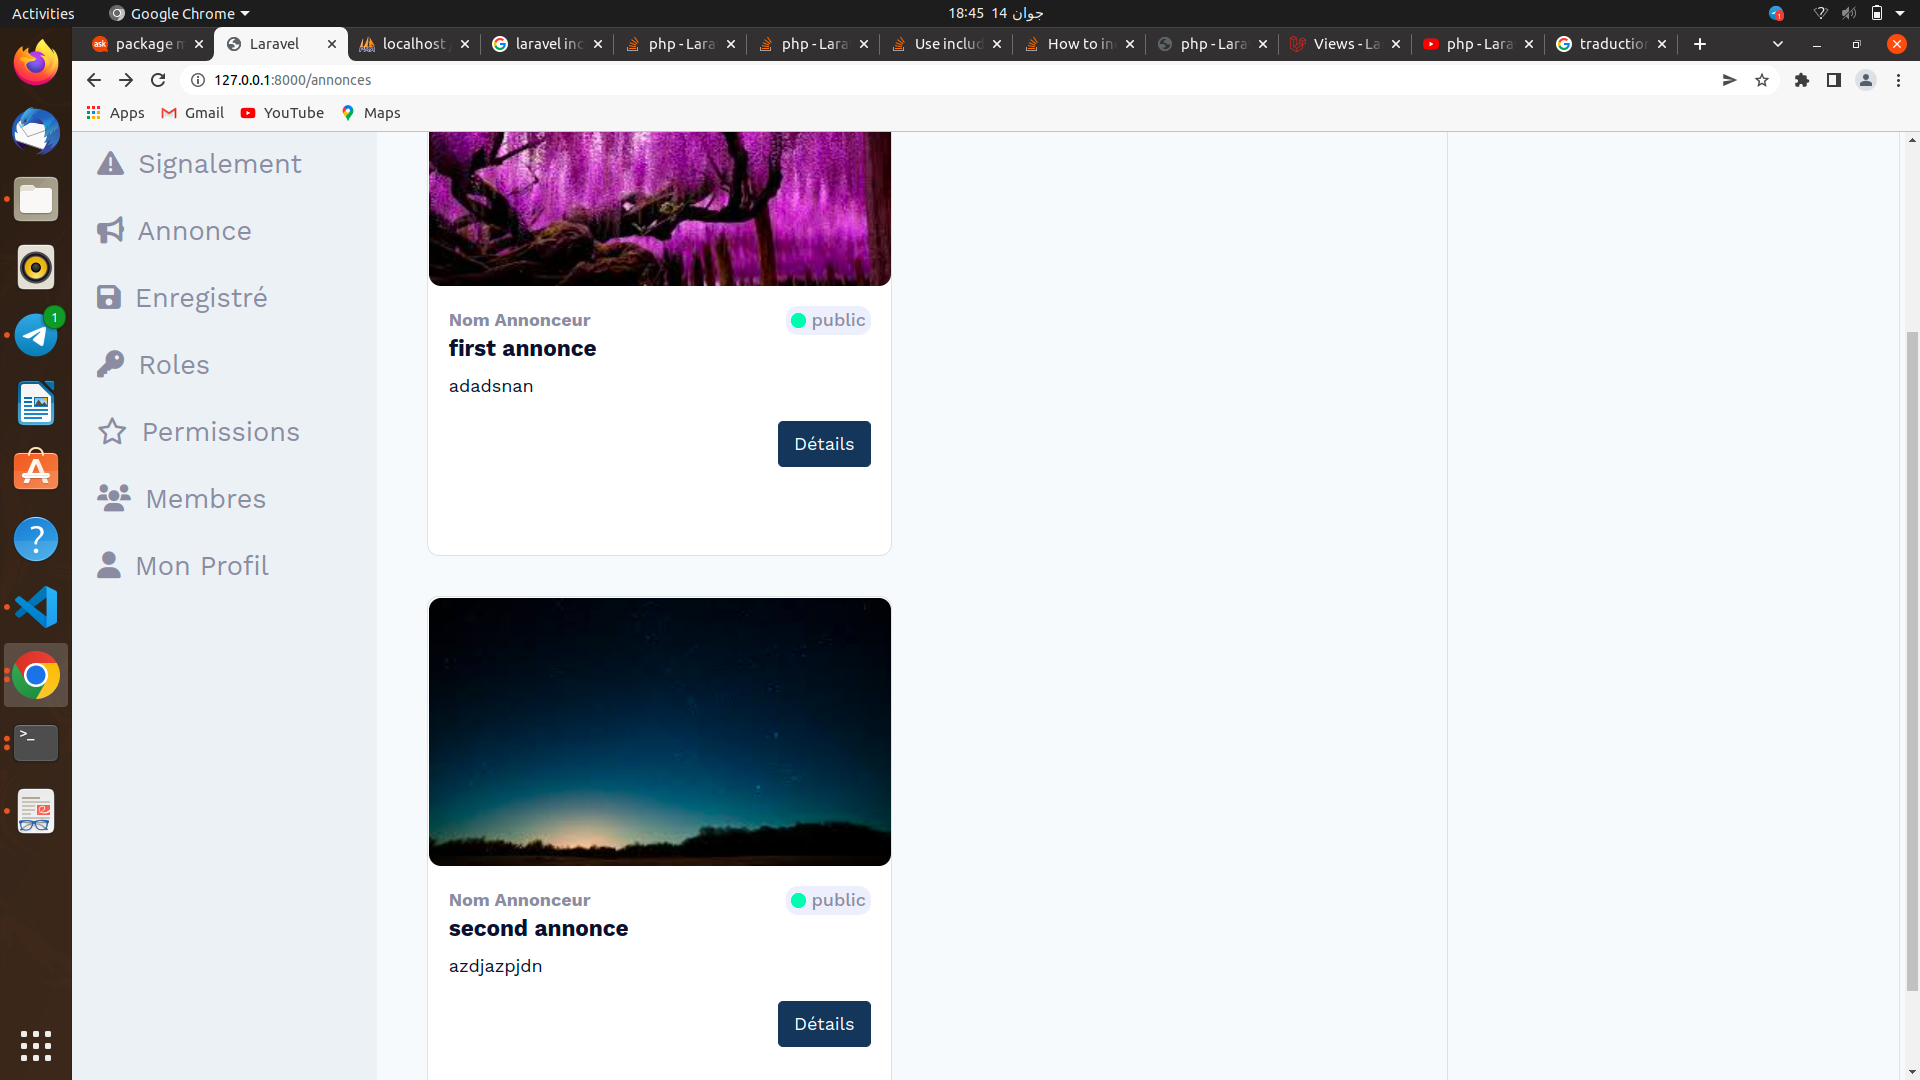 Activities
Google Chrome
18:45 14 جوان
package m
Laravel
localhost
laravel inc
php - Lara
php - Lara
Use includ
How to in
php - Lara
Views - La
php - Lara
traduction
127.0.0.1:8000/annonces
Apps
Gmail
YouTube
Maps
Signalement
Annonce
Enregistré
Roles
Permissions
Membres
Mon Profil
Nom Annonceur
public
first annonce
adadsnan
Détails
Nom Annonceur
public
second annonce
azdjazpjdn
Détails
1